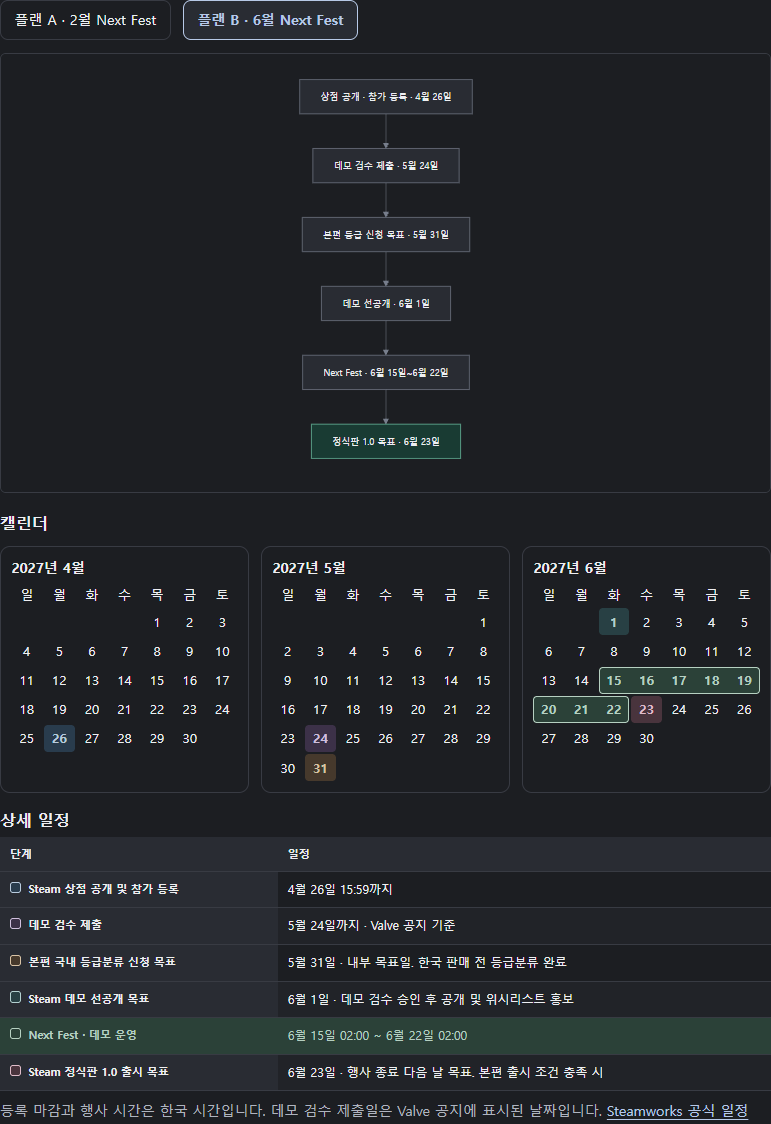 플랜 A · 2월 Next Fest
플랜 B · 6월 Next Fest
상점 공개 · 참가 등록 · 4월 26일
데모 검수 제출 · 5월 24일
본편 등급 신청 목표 · 5월 31일
데모 선공개 · 6월 1일
Next Fest · 6월 15일~6월 22일
정식판 1.0 목표 · 6월 23일
캘린더
2027년 4월
일 월 화 수 목 금 토
1 2 3
4 5 6 7 8 9 10
11 12 13 14 15 16 17
18 19 20 21 22 23 24
25 26 27 28 29 30
2027년 5월
일 월 화 수 목 금 토
1
2 3 4 5 6 7 8
9 10 11 12 13 14 15
16 17 18 19 20 21 22
23 24 25 26 27 28 29
30 31
2027년 6월
일 월 화 수 목 금 토
1 2 3 4 5
6 7 8 9 10 11 12
13 14 15 16 17 18 19
20 21 22 23 24 25 26
27 28 29 30
상세 일정
단계 일정
Steam 상점 공개 및 참가 등록 4월 26일 15:59까지
데모 검수 제출 5월 24일까지 · Valve 공지 기준
본편 국내 등급분류 신청 목표 5월 31일 · 내부 목표일. 한국 판매 전 등급분류 완료
Steam 데모 선공개 목표 6월 1일 · 데모 검수 승인 후 공개 및 위시리스트 홍보
Next Fest · 데모 운영 6월 15일 02:00 ~ 6월 22일 02:00
Steam 정식판 1.0 출시 목표 6월 23일 · 행사 종료 다음 날 목표. 본편 출시 조건 충족 시
등록 마감과 행사 시간은 한국 시간입니다. 데모 검수 제출일은 Valve 공지에 표시된 날짜입니다. Steamworks 공식 일정